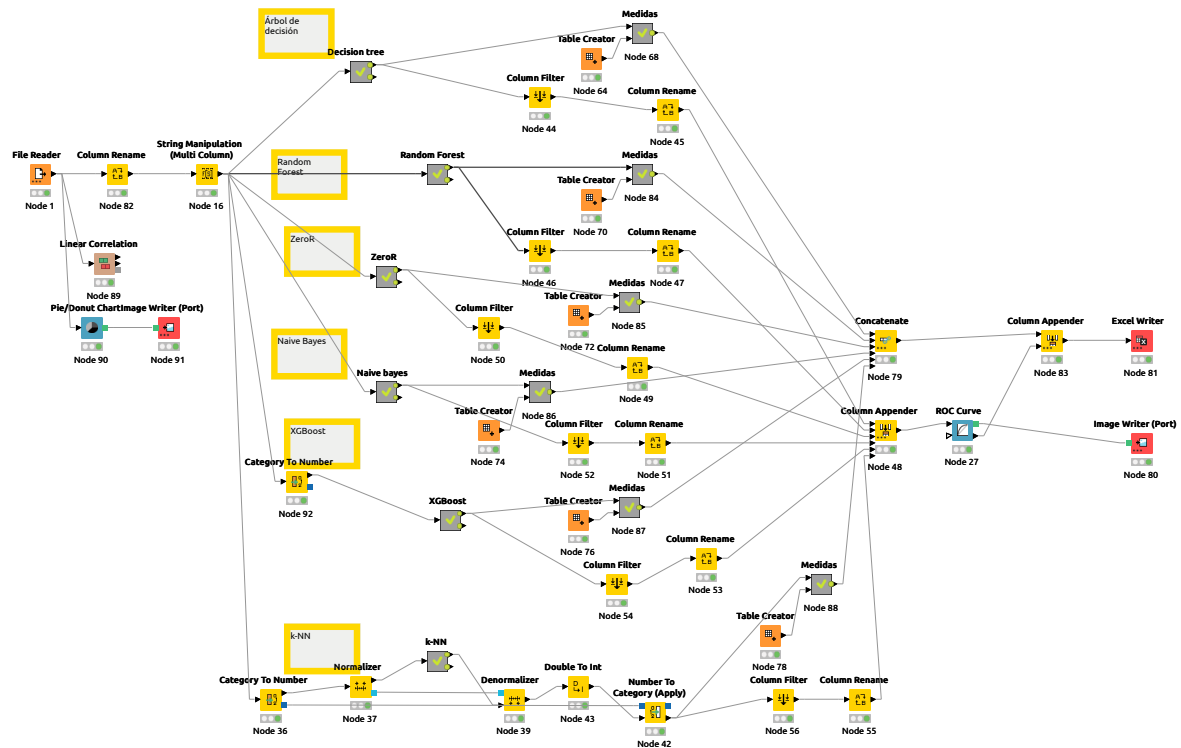 Árbol de
decisión
Medidas
Table Creator
Node 68
Decision tree
Node 64
Column Filter
Column Rename
Node 44
Node 45
File Reader
Column Rename
String Manipulation
(Multi Column)
Node 1
Node 82
Node 16
Random
Forest
Random Forest
Medidas
Table Creator
Node 84
Node 70
Column Filter
Column Rename
Node 46
Node 47
Linear Correlation
Node 89
ZeroR
ZeroR
Medidas
Table Creator
Node 85
Node 72
Pie/Donut Chart
Image Writer (Port)
Node 90
Node 91
Column Filter
Node 50
Column Rename
Node 49
Concatenate
Node 79
Column Appender
Node 83
Excel Writer
Node 81
Naive Bayes
Naive bayes
Medidas
Node 86
Table Creator
Node 74
Column Filter
Column Rename
Node 52
Node 51
Column Appender
Node 48
ROC Curve
Node 27
Image Writer (Port)
Node 80
XGBoost
Category To Number
Node 92
XGBoost
Medidas
Table Creator
Node 87
Node 76
Column Rename
Node 53
Column Filter
Node 54
Medidas
Node 88
Table Creator
Node 78
k-NN
Category To Number
Node 36
Normalizer
Node 37
k-NN
Denormalizer
Node 39
Double To Int
Node 43
Number To
Category (Apply)
Node 42
Column Filter
Column Rename
Node 56
Node 55